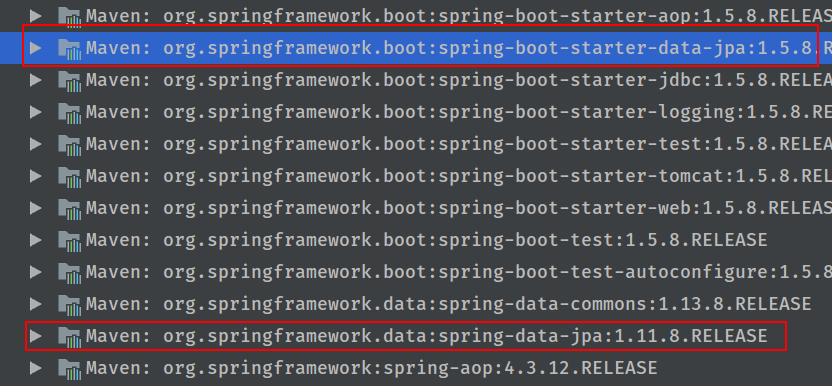 Maven: org.springframework.boot:spring-boot-starter-aop:1.5.8.RELEAS
Maven: org.springframework.boot:spring-boot-starter-data-jpa:1.5.8.R
Maven: org.springframework.boot:spring-boot-starter-jdbc:1.5.8.RELEA
Maven: org.springframework.boot:spring-boot-starter-logging:1.5.8.RE
Maven: org.springframework.boot:spring-boot-starter-test:1.5.8.RELEA
Maven: org.springframework.boot:spring-boot-starter-tomcat:1.5.8.REL
Maven: org.springframework.boot:spring-boot-starter-web:1.5.8.RELEAS
Maven: org.springframework.boot:spring-boot-test:1.5.8.RELEASE
Maven: org.springframework.boot:spring-boot-test-autoconfigure:1.5.8
Maven: org.springframework.data:spring-data-commons:1.13.8.RELEASE
Maven: org.springframework.data:spring-data-jpa:1.11.8.RELEASE
Maven: org.springframework:spring-aop:4.3.12.RELEASE